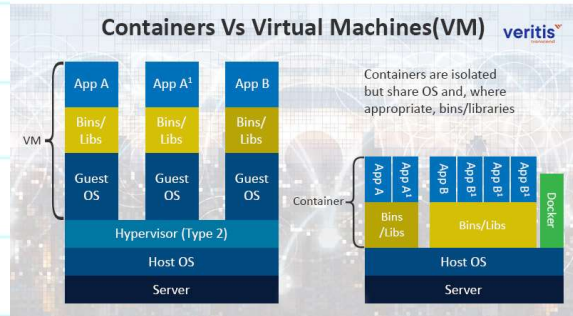 Containers Vs Virtual Machines(VM)
veritis
Containers are isolated
but share OS and, where
appropriate, bins/libraries
VM
App A
App A¹
App B
Bins/
Libs
Bins/
Libs
Bins/
Libs
Guest
OS
Guest
OS
Guest
OS
Hypervisor (Type 2)
Host OS
Server
Container
App A
App A¹
App B
App B¹
App B¹
App B¹
Docker
Bins
/Libs
Bins/Libs
Host OS
Server